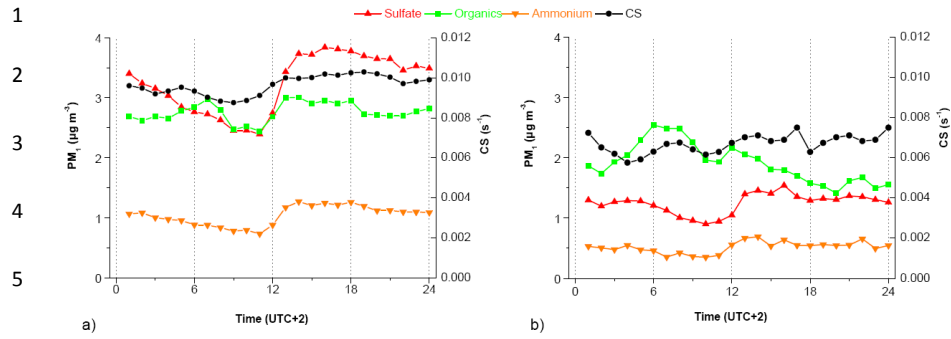 1
2
3
4
5
Sulfate Organics Ammonium CS
4
3
2
1
0
PM1 (µg m-3)
0.012
0.010
0.008
0.006
0.004
0.002
0.000
CS (s-1)
0 6 12 18 24
Time (UTC+2)
a)
4
3
2
1
0
PM1 (µg m-3)
0.012
0.010
0.008
0.006
0.004
0.002
0.000
CS (s-1)
0 6 12 18 24
Time (UTC+2)
b)